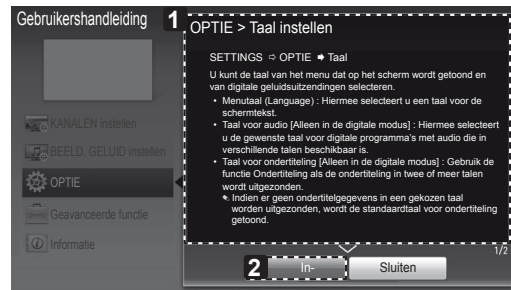 Gebruikershandleiding
1
OPTIE > Taal instellen
SETTINGS ⇨ OPTIE ➡ Taal
U kunt de taal van het menu dat op het scherm wordt getoond en
van digitale geluidsuitzendingen selecteren.
• Menutaal (Language) : Hiermee selecteert u een taal voor de
schermtekst.
• Taal voor audio [Alleen in de digitale modus] : Hiermee selecteert
u de gewenste taal voor digitale programma's met audio die in
verschillende talen beschikbaar is.
• Taal voor ondertiteling [Alleen in de digitale modus] : Gebruik de
functie Ondertiteling als de ondertiteling in twee of meer talen
wordt uitgezonden.
Indien er geen ondertitelgegevens in een gekozen taal
worden uitgezonden, wordt de standaardtaal voor ondertiteling
getoond.
KANALEN instellen
BEELD, GELUID instellen
OPTIE
Geavanceerde functie
Informatie
1/2
2
In-
Sluiten